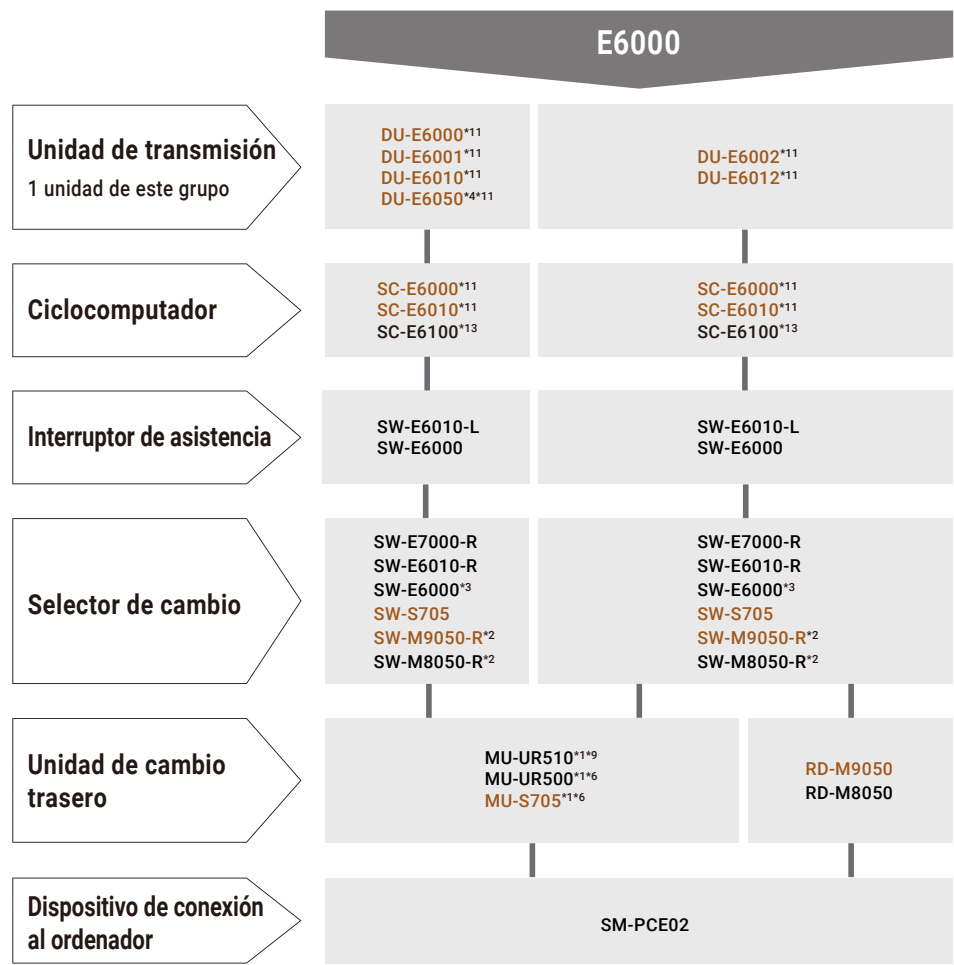 E6000
Unidad de transmisión
1 unidad de este grupo
DU-E6000*11
DU-E6001*11
DU-E6010*11
DU-E6050*4*11
DU-E6002*11
DU-E6012*11
Ciclocomputador
SC-E6000*11
SC-E6010*11
SC-E6100*13
SC-E6000*11
SC-E6010*11
SC-E6100*13
Interruptor de asistencia
SW-E6010-L
SW-E6000
SW-E6010-L
SW-E6000
Selector de cambio
SW-E7000-R
SW-E6010-R
SW-E6000*3
SW-S705
SW-M9050-R*2
SW-M8050-R*2
SW-E7000-R
SW-E6010-R
SW-E6000*3
SW-S705
SW-M9050-R*2
SW-M8050-R*2
Unidad de cambio
trasero
MU-UR510*1*9
MU-UR500*1*6
MU-S705*1*6
RD-M9050
RD-M8050
Dispositivo de conexión
al ordenador
SM-PCE02